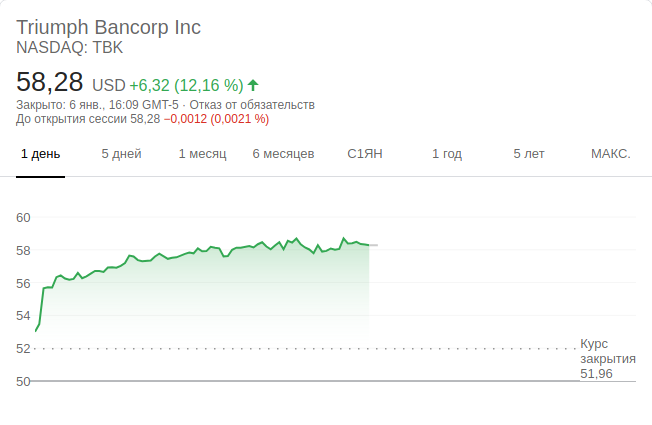 Triumph Bancorp Inc
NASDAQ: TBK
58,28 USD +6,32 (12,16 %)
Закрыто: 6 янв., 16:09 GMT-5 · Отказ от обязательств
До открытия сессии 58,28 −0,0012 (0,0021 %)
1 день 5 дней 1 месяц 6 месяцев С1ЯН 1 год 5 лет МАКС.
60
58
56
54
52
50
Курс
закрытия
51,96